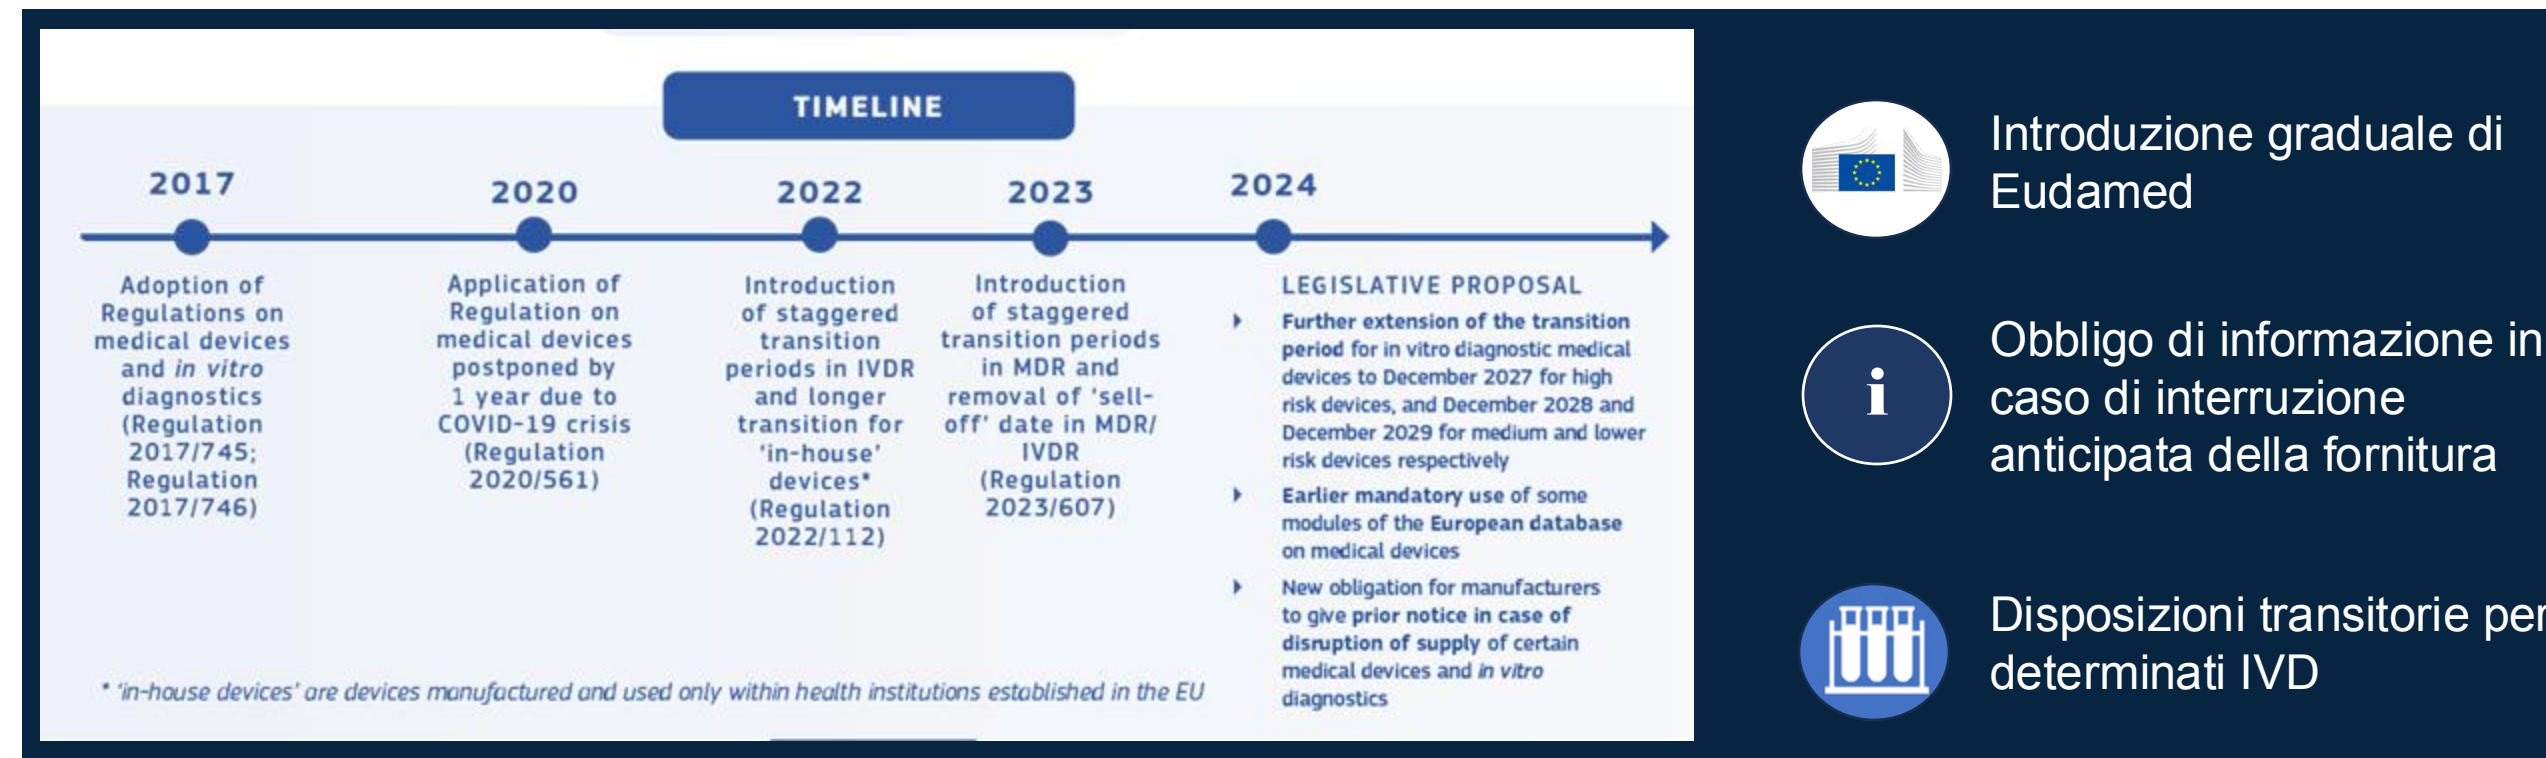 TIMELINE
2017
Adoption of
Regulations on
medical devices
and in vitro
diagnostics
(Regulation
2017/745;
Regulation
2017/746)
2020
Application of
Regulation on
medical devices
postponed by
1 year due to
COVID-19 crisis
(Regulation
2020/561)
2022
Introduction
of staggered
transition
periods in IVDR
and longer
transition for
'in-house'
devices*
(Regulation
2022/112)
2023
Introduction
of staggered
transition periods
in MDR and
removal of 'sell-
off' date in MDR/
IVDR
(Regulation
2023/607)
2024
LEGISLATIVE PROPOSAL
Further extension of the transition
period for in vitro diagnostic medical
devices to December 2027 for high
risk devices, and December 2028 and
December 2029 for medium and lower
risk devices respectively
Earlier mandatory use of some
modules of the European database
on medical devices
New obligation for manufacturers
to give prior notice in case of
disruption of supply of certain
medical devices and in vitro
diagnostics
* 'in-house devices' are devices manufactured and used only within health institutions established in the EU
Introduzione graduale di
Eudamed
i
Obbligo di informazione in
caso di interruzione
anticipata della fornitura
Disposizioni transitorie per
determinati IVD